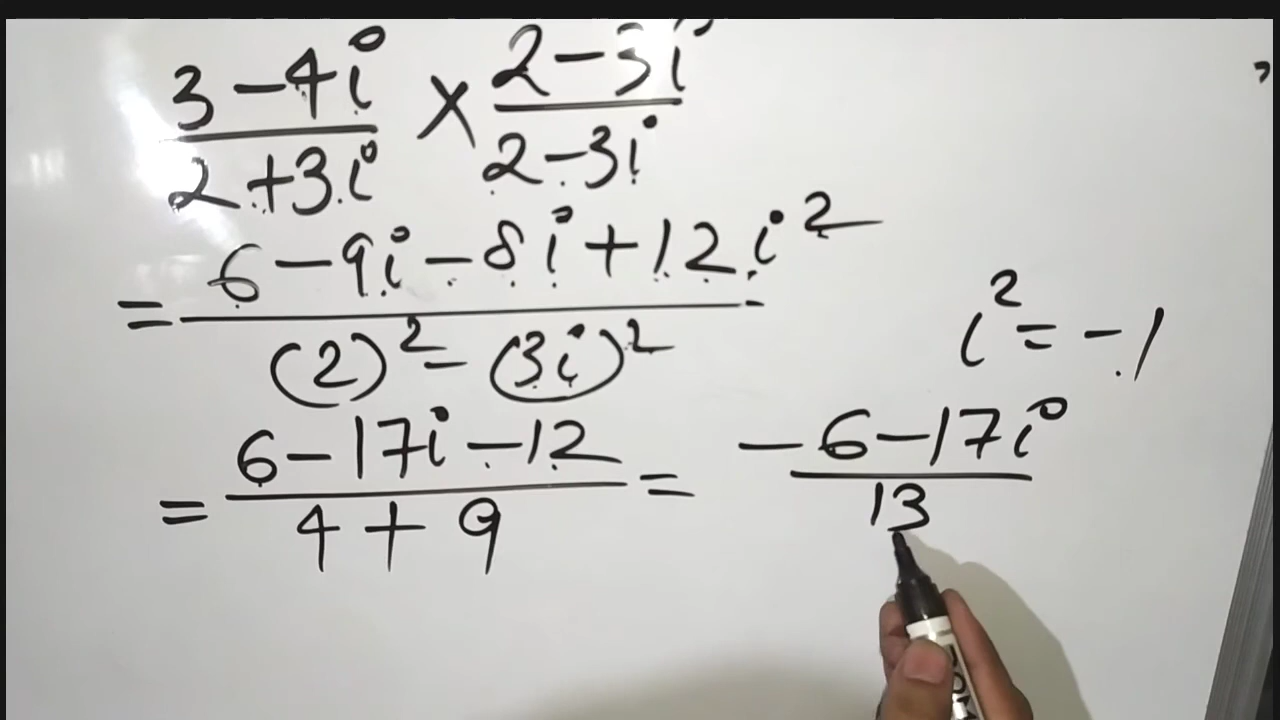 3-4i/2+3i × 2-3i/2-3i
= 6-9i-8i+12i²/(2)²-(3i)²
i²=-1
= 6-17i-12/4+9 = -6-17i/13